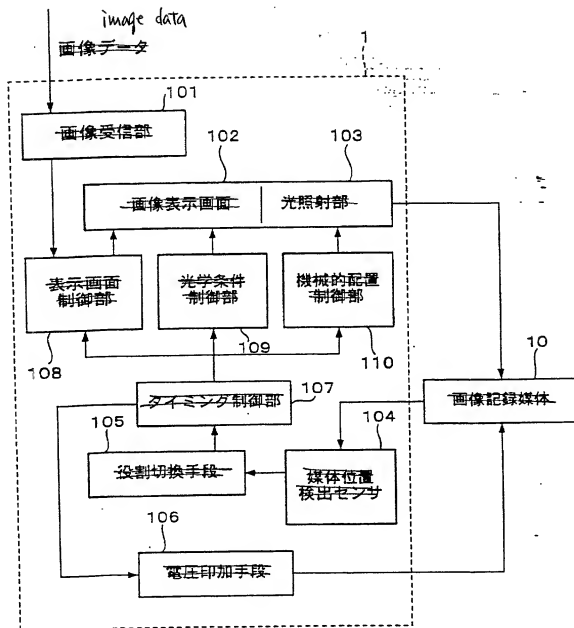 image data
画像データ
1
101
画像受信部
102
103
画像表示画面
光照射部
表示画面
制御部
光学条件
制御部
機械的配置
制御部
108
109
110
10
タイミング制御部
107
画像記録媒体
105
104
役割切換手段
媒体位置
検出センサ
106
電圧印加手段